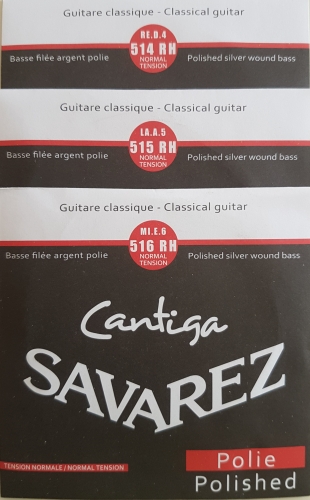 Guitare classique - Classical guitar
RE.D.4
514 RH
NORMAL
TENSION
Basse filée argent polie
Polished silver wound bass
Guitare classique - Classical guitar
LA.A.5
515 RH
NORMAL
TENSION
Basse filée argent polie
Polished silver wound bass
Guitare classique - Classical guitar
MI.E.6
516 RH
NORMAL
TENSION
Basse filée argent polie
Polished silver wound bass
Cantiga
SAVAREZ
TENSION NORMALE / NORMAL TENSION
Polie
Polished